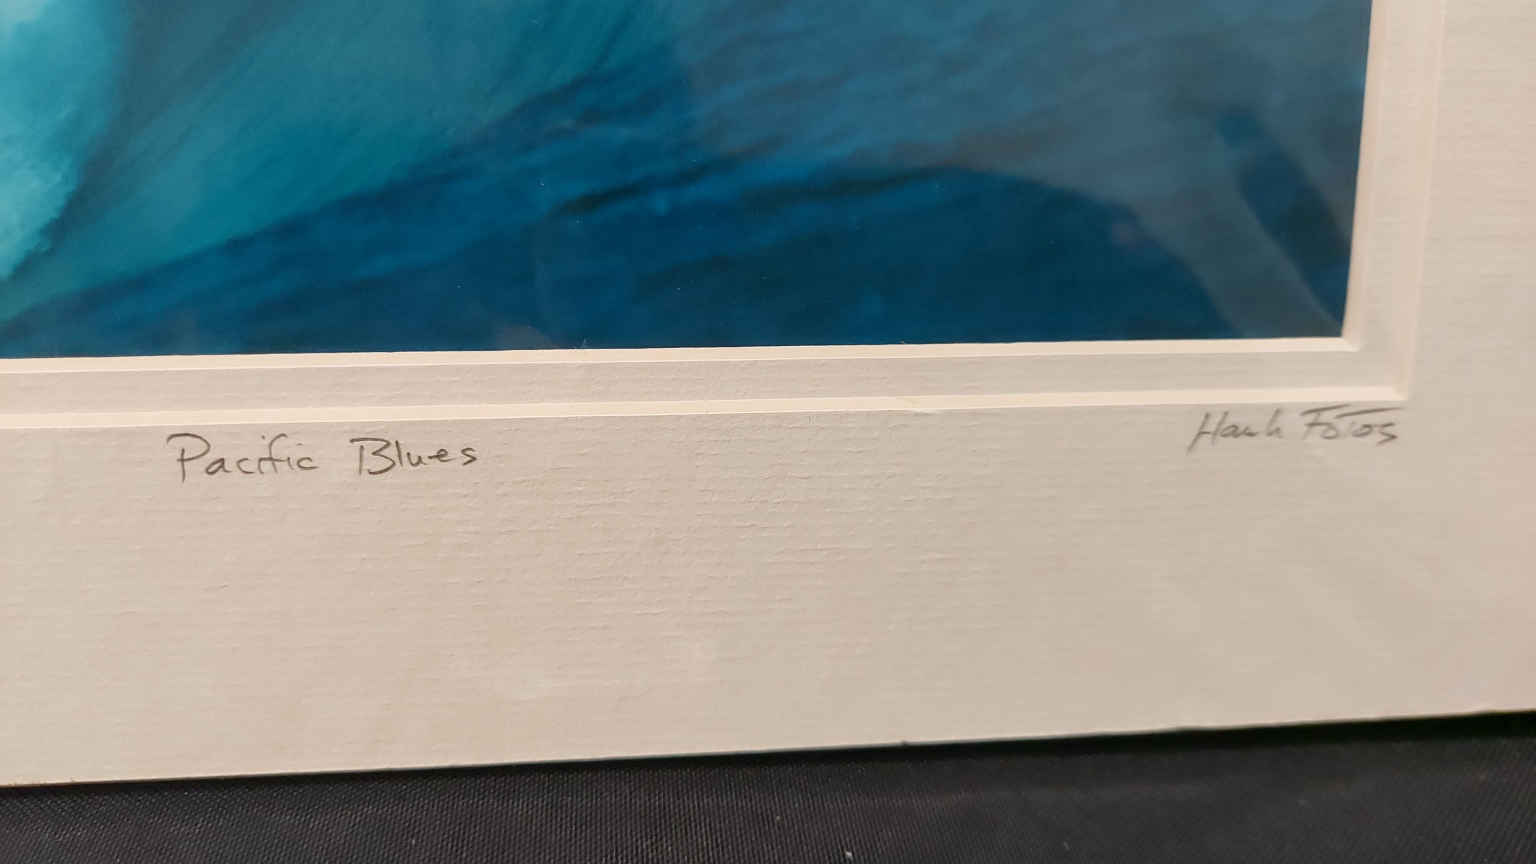 Pacific Blues
Hank Fotos